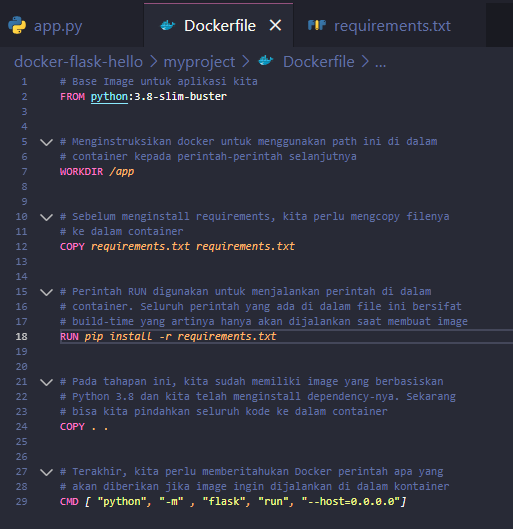 app.py
Dockerfile
requirements.txt
docker-flask-hello > myproject > Dockerfile > ...
1 # Base Image untuk aplikasi kita
2 FROM python:3.8-slim-buster
3
4
5 # Menginstruksikan docker untuk menggunakan path ini di dalam
6 # container kepada perintah-perintah selanjutnya
7 WORKDIR /app
8
9
10 # Sebelum menginstall requirements, kita perlu mengcopy filenya
11 # ke dalam container
12 COPY requirements.txt requirements.txt
13
14
15 # Perintah RUN digunakan untuk menjalankan perintah di dalam
16 # container. Seluruh perintah yang ada di dalam file ini bersifat
17 # build-time yang artinya hanya akan dijalankan saat membuat image
18 RUN pip install -r requirements.txt
19
20
21 # Pada tahapan ini, kita sudah memiliki image yang berbasiskan
22 # Python 3.8 dan kita telah menginstall dependency-nya. Sekarang
23 # bisa kita pindahkan seluruh kode ke dalam container
24 COPY . .
25
26
27 # Terakhir, kita perlu memberitahukan Docker perintah apa yang
28 # akan diberikan jika image ingin dijalankan di dalam kontainer
29 CMD [ "python", "-m" , "flask", "run", "--host=0.0.0.0"]